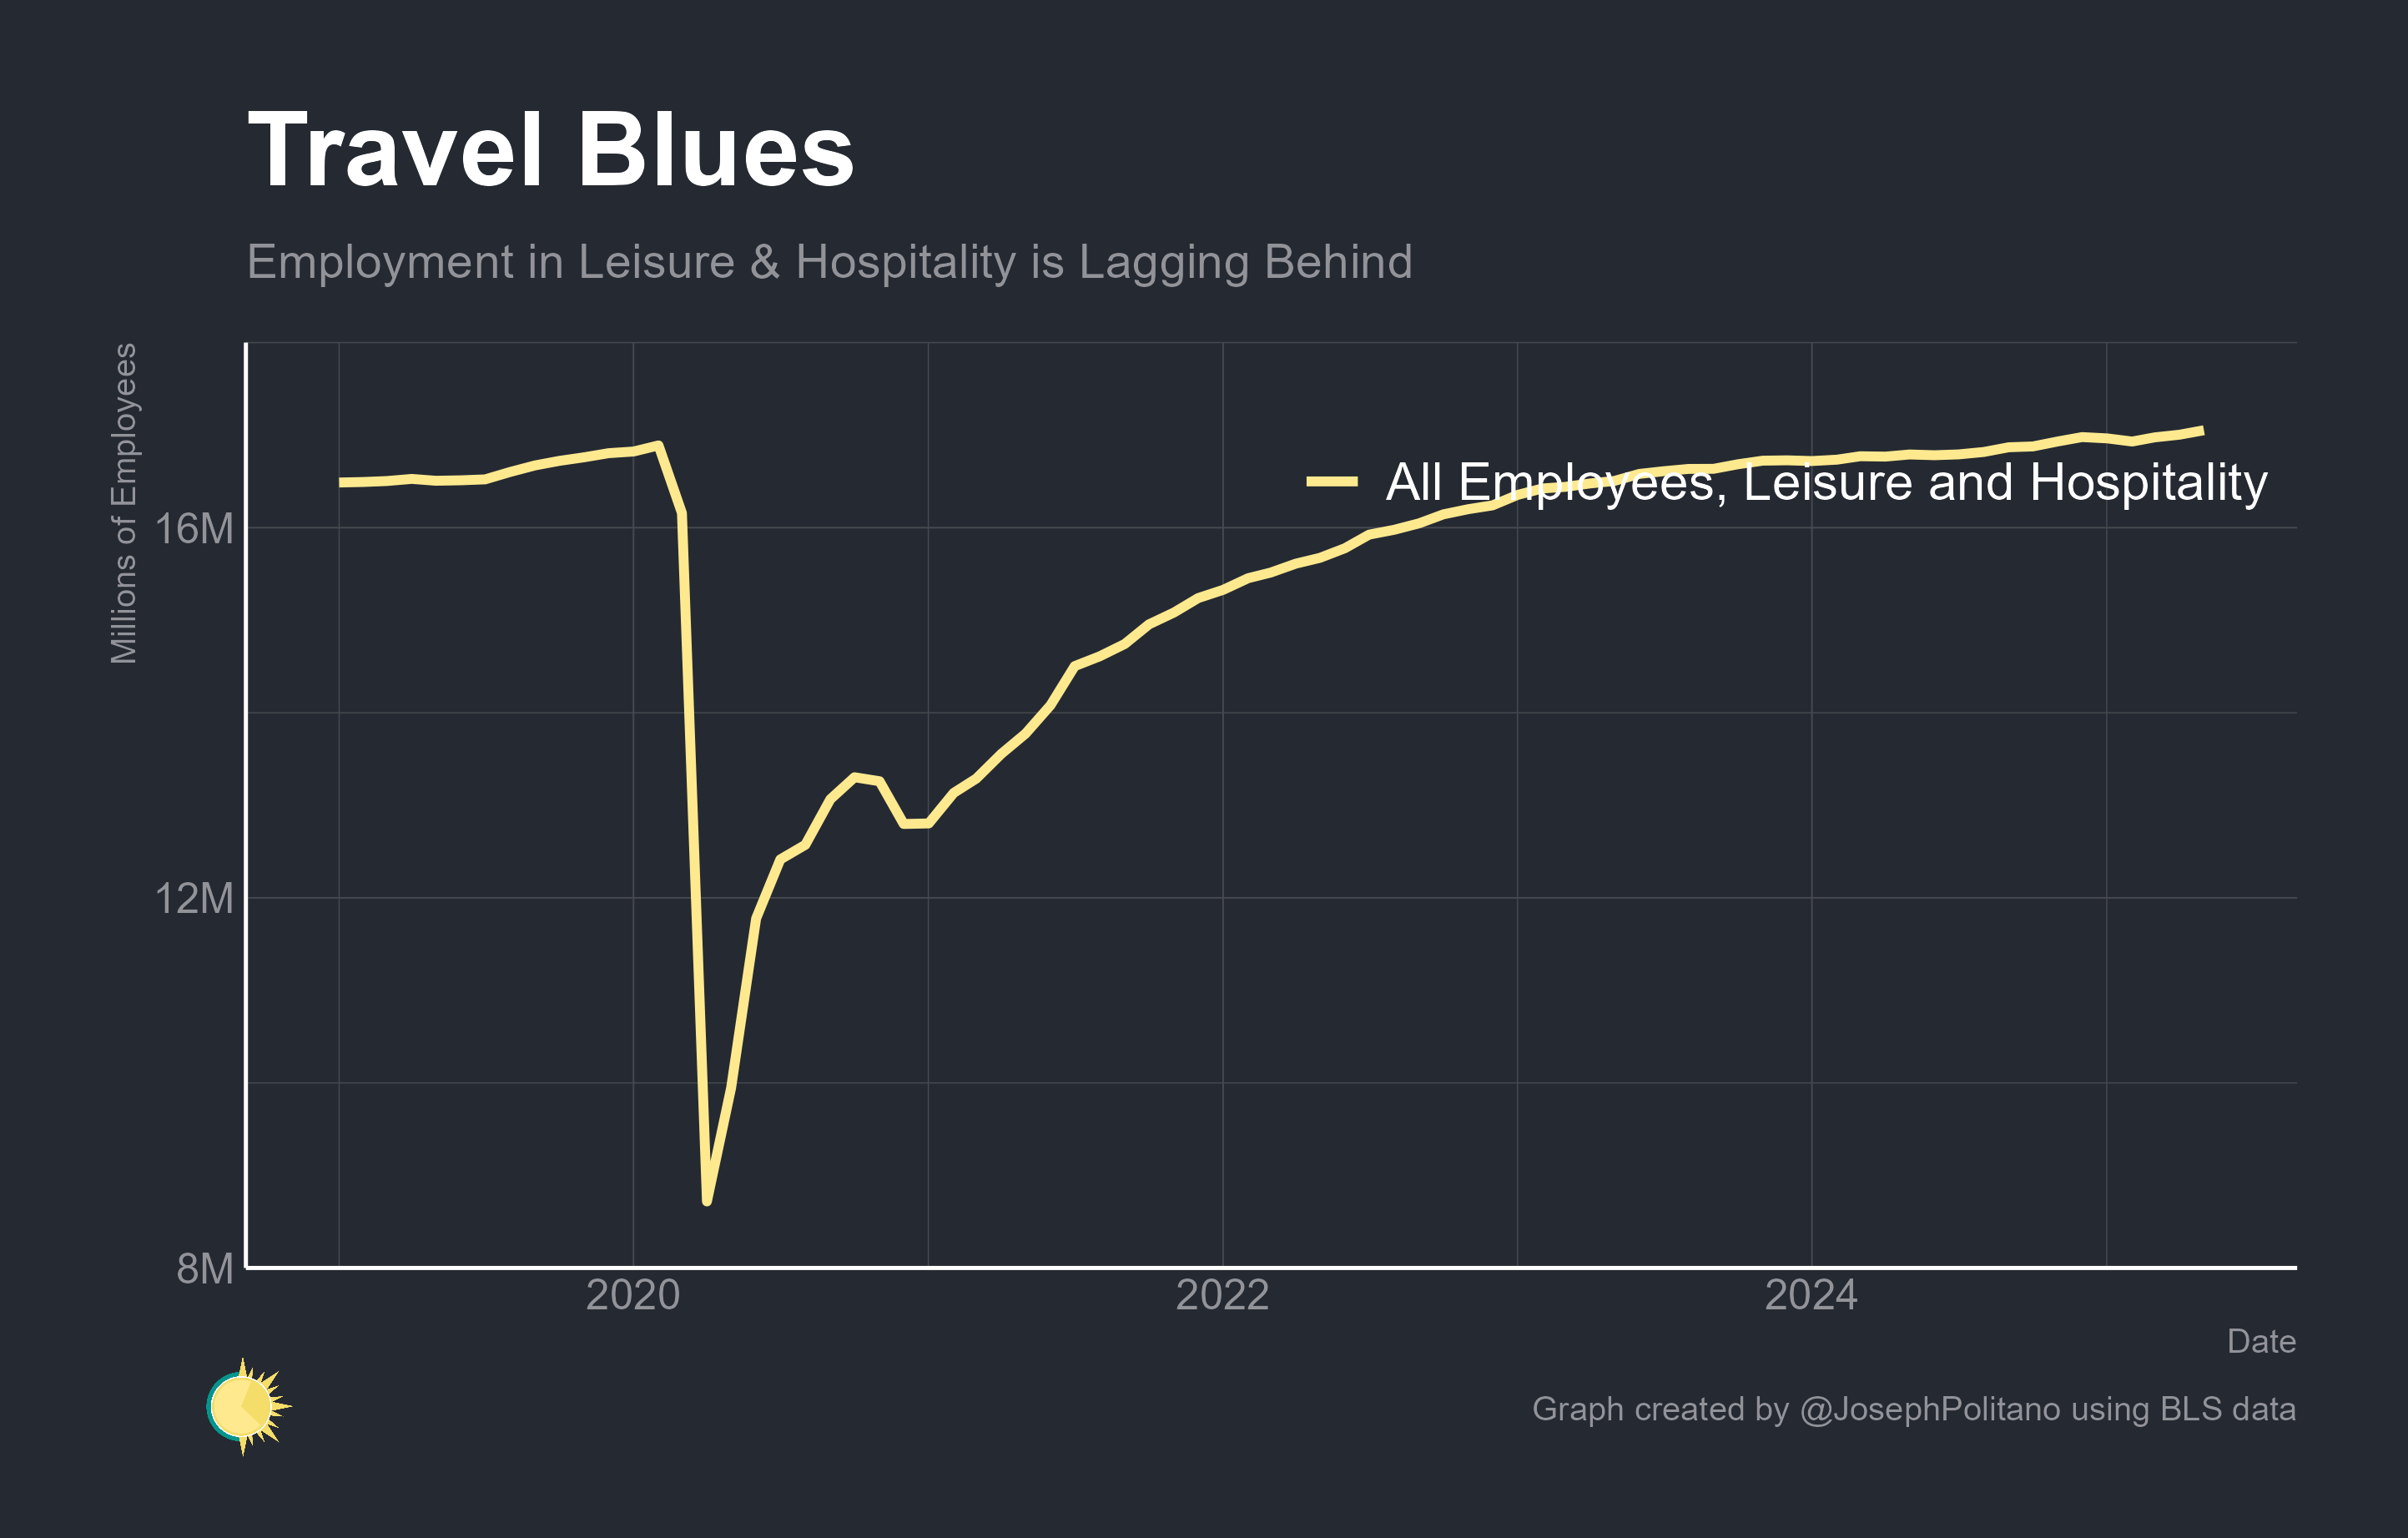 Travel Blues
Employment in Leisure & Hospitality is Lagging Behind
Millions of Employees
All Employees, Leisure and Hospitality
16M
12M
8M
2020
2022
2024
Date
Graph created by @JosephPolitano using BLS data